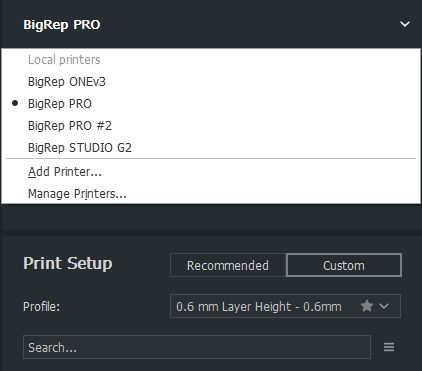 BigRep PRO
Local printers
BigRep ONEv3
BigRep PRO
BigRep PRO #2
BigRep STUDIO G2
Add Printer...
Manage Printers...
Print Setup
Recommended
Custom
Profile:
0.6 mm Layer Height - 0.6mm
Search...